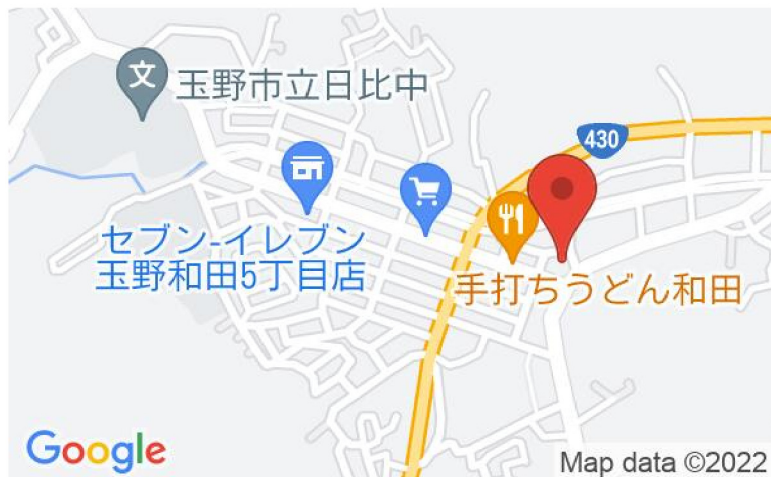 文
玉野市立日比中
430
セブン-イレブン
玉野和田5丁目店
手打ちうどん和田
Google
Map data ©2022